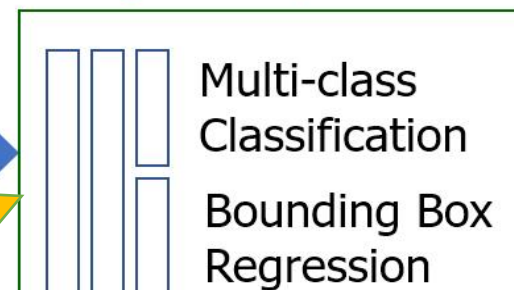 Multi-class
Classification
Bounding Box
Regression